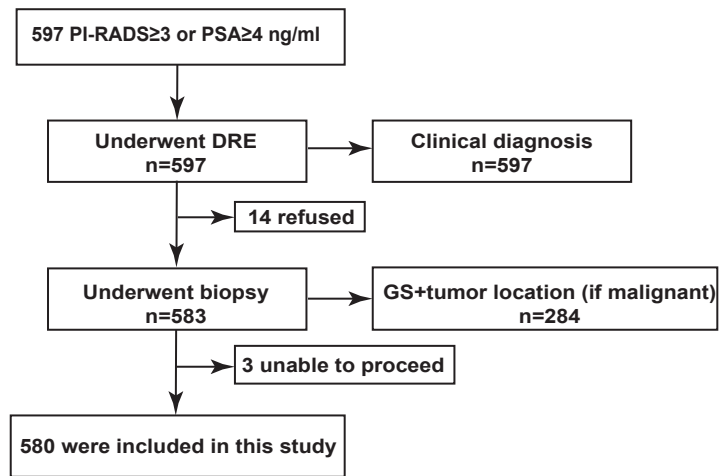 597 PI-RADS≥3 or PSA≥4 ng/ml
Underwent DRE
n=597
Clinical diagnosis
n=597
14 refused
Underwent biopsy
n=583
GS+tumor location (if malignant)
n=284
3 unable to proceed
580 were included in this study